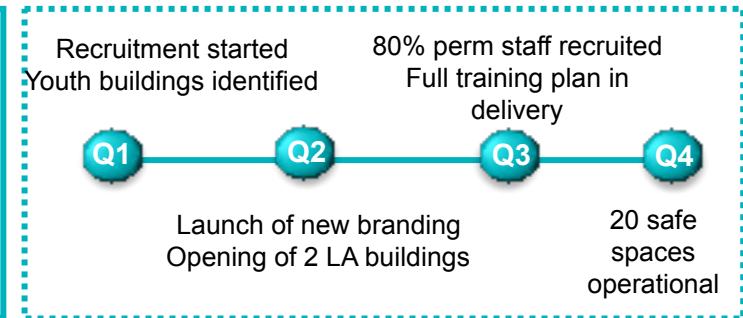 Recruitment started
Youth buildings identified
80% perm staff recruited
Full training plan in
delivery
Q1
Q2
Q3
Q4
Launch of new branding
Opening of 2 LA buildings
20 safe
spaces
operational